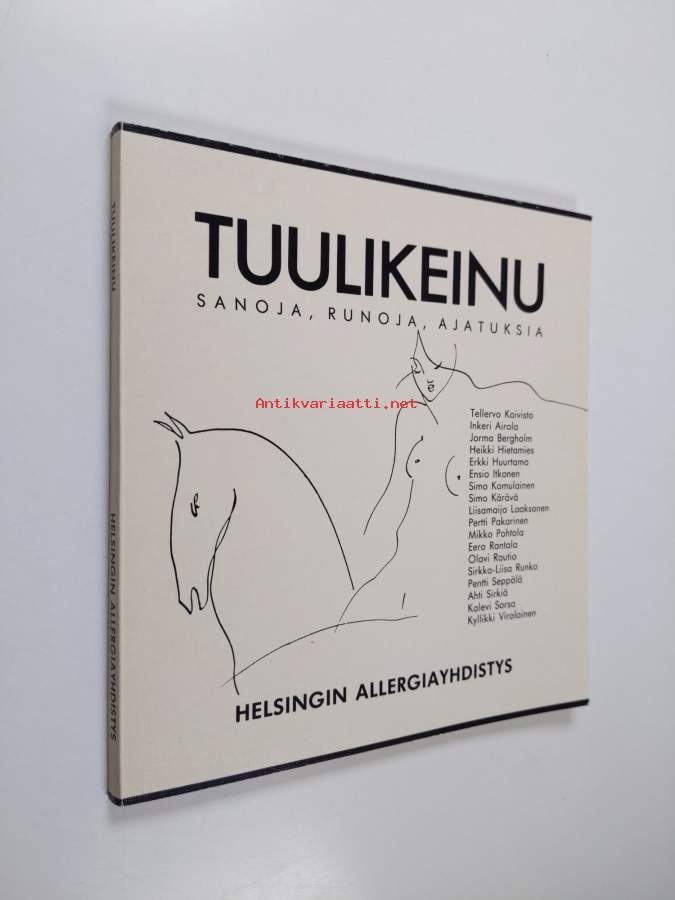 TUULIKEINU
SANOJA, RUNOJA, AJATUKSIA
Antikvariaatti.net
Tellervo Koivisto
Inkeri Airola
Jorma Bergholm
Heikki Hietamies
Erkki Huurtamo
Ensio Itkonen
Simo Komulainen
Simo Kärävä
Liisamaija Laaksonen
Pertti Pakarinen
Mikko Pohtola
Eero Rantala
Olavi Rautio
Sirkka-Liisa Runko
Pentti Seppälä
Ahti Sirkiä
Kalevi Sorsa
Kyllikki Virolainen
HELSINGIN ALLERGIAYHDISTYS
TUULIKEINU
HELSINGIN ALLERGIAYHDISTYS